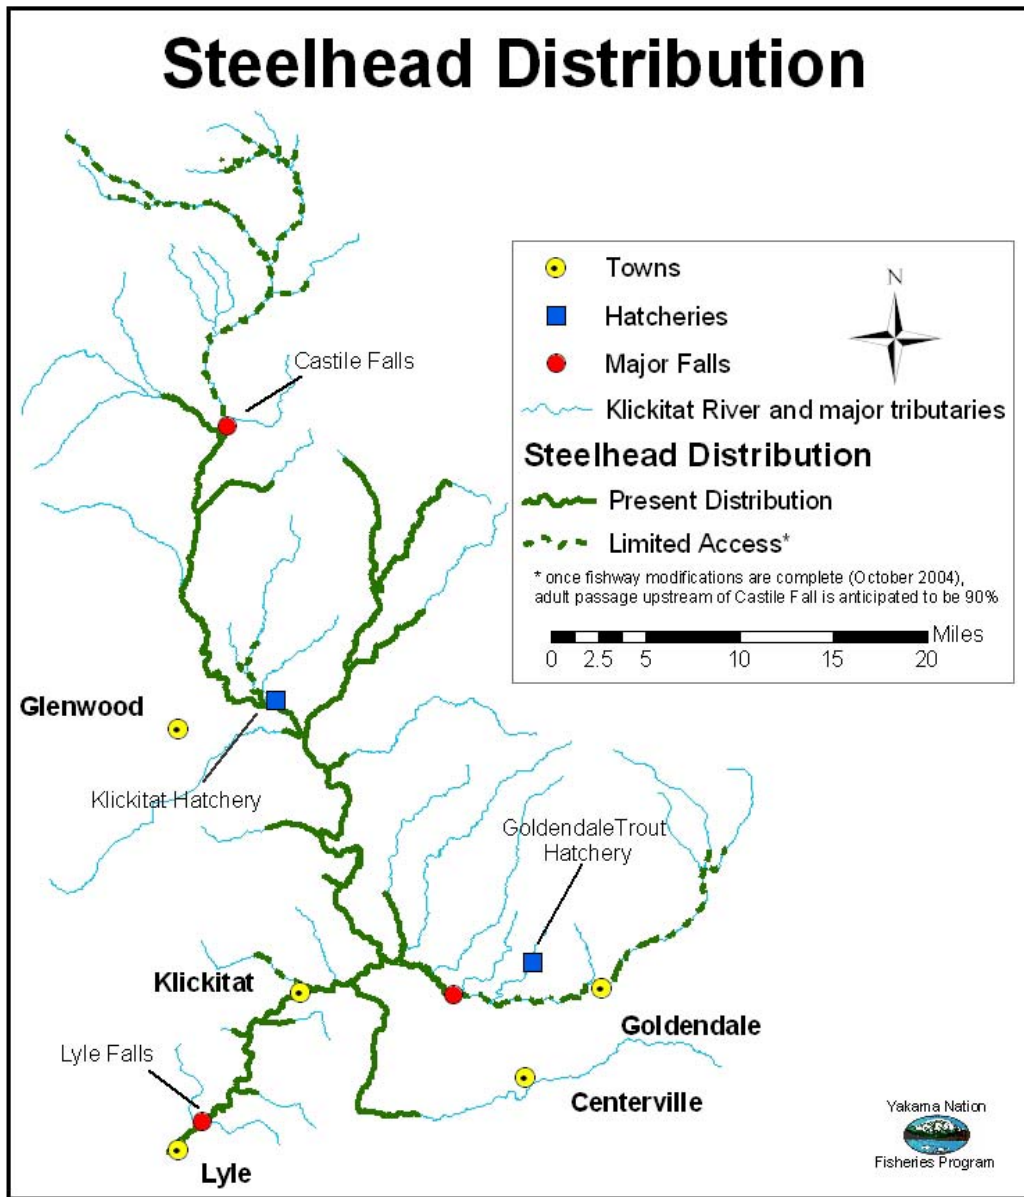 Steelhead Distribution
Towns
Hatcheries
Major Falls
N
Klickitat River and major tributaries
Steelhead Distribution
Present Distribution
Limited Access*
* once fishway modifications are complete (October 2004),
adult passage upstream of Castile Fall is anticipated to be 90%
Miles
0 2.5 5 10 15 20
Castile Falls
Glenwood
Klickitat Hatchery
GoldendaleTrout
Hatchery
Klickitat
Goldendale
Lyle Falls
Centerville
Lyle
Yakama Nation
Fisheries Program